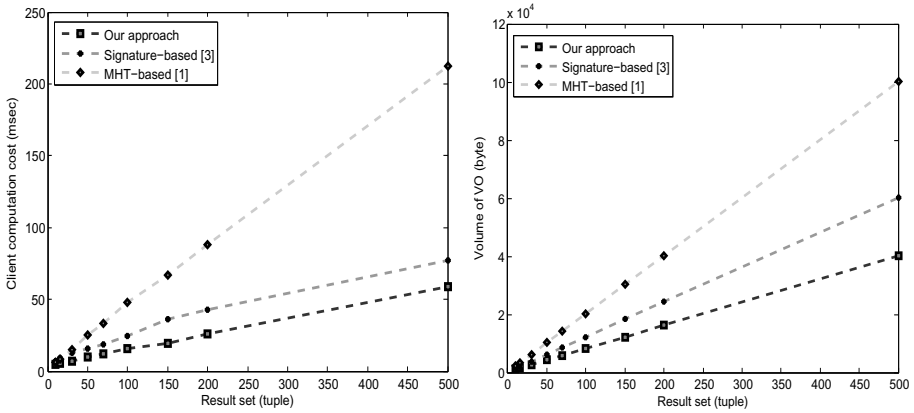 250
200
150
100
50
0
Client computation cost (msec)
Our approach
Signature−based [3]
MHT−based [1]
0 50 100 150 200 250 300 350 400 450 500
Result set (tuple)
12 x 10^4
10
8
6
4
2
0
Volume of VO (byte)
Our approach
Signature−based [3]
MHT−based [1]
0 50 100 150 200 250 300 350 400 450 500
Result set (tuple)